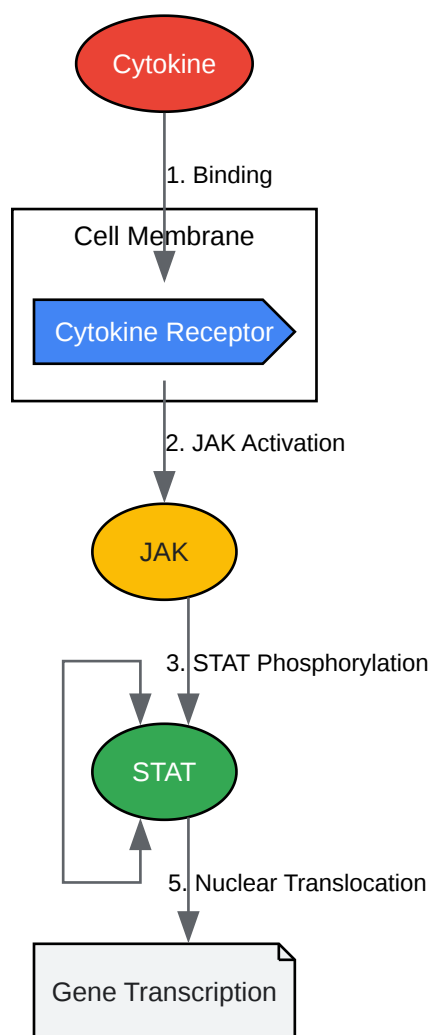 Cytokine
1. Binding
Cell Membrane
Cytokine Receptor
2. JAK Activation
JAK
3. STAT Phosphorylation
STAT
5. Nuclear Translocation
Gene Transcription